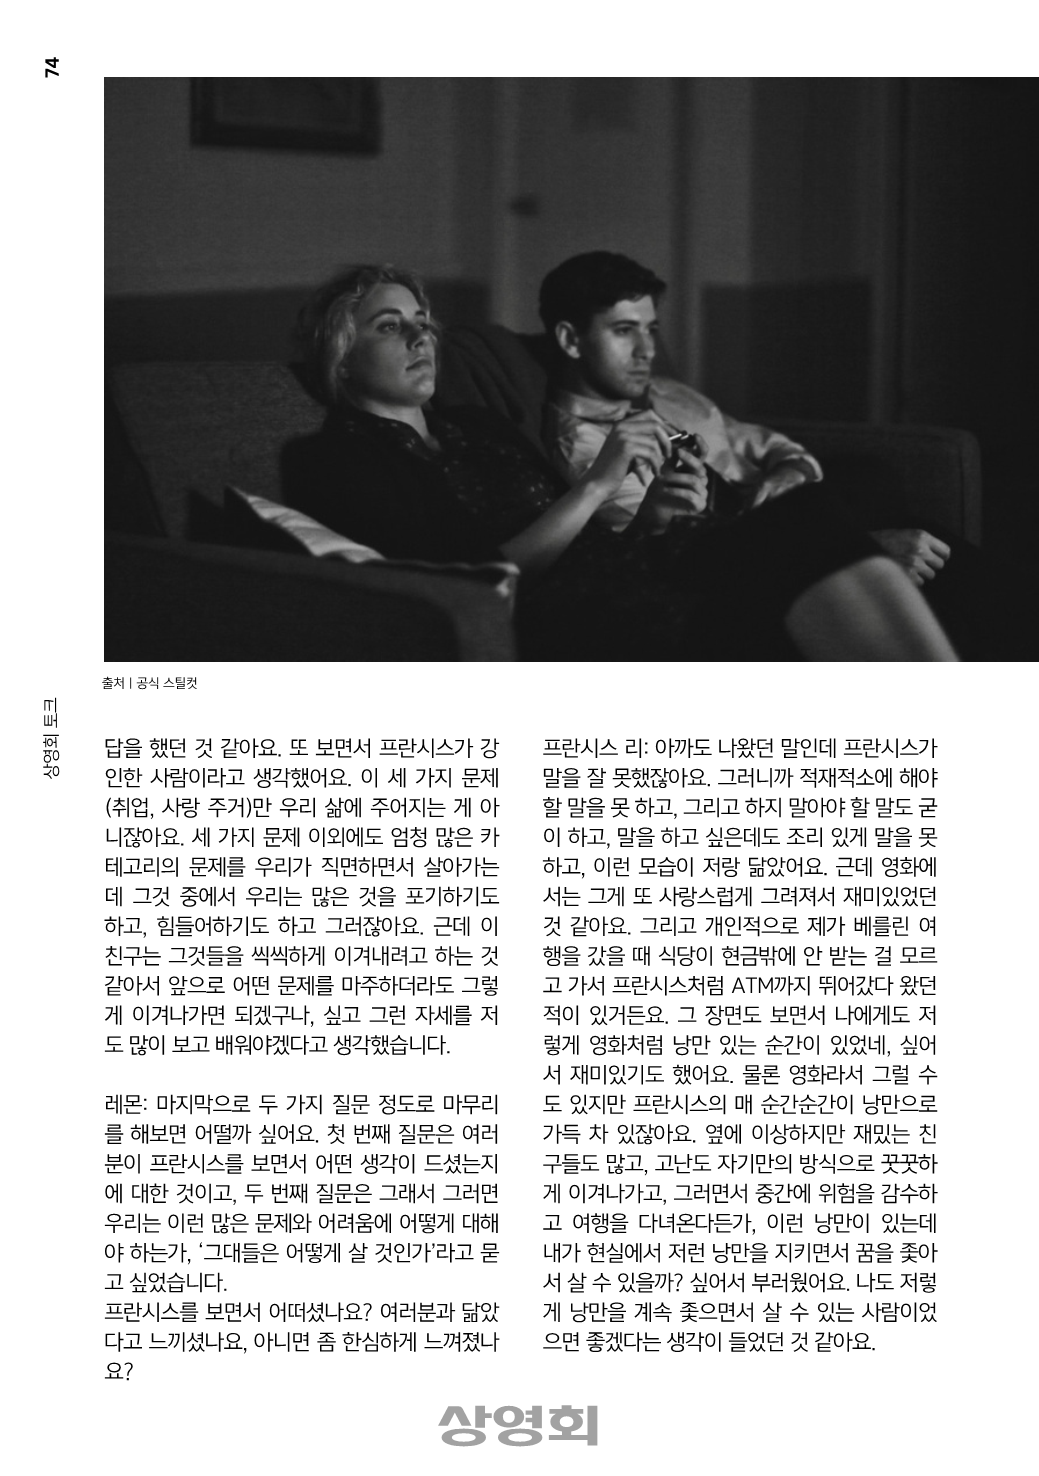 74
출처 | 공식 스틸컷
상영회 토크
답을 했던 것 같아요. 또 보면서 프란시스가 강
인한 사람이라고 생각했어요. 이 세 가지 문제
(취업, 사랑 주거)만 우리 삶에 주어지는 게 아
니잖아요. 세 가지 문제 이외에도 엄청 많은 카
테고리의 문제를 우리가 직면하면서 살아가는
데 그것 중에서 우리는 많은 것을 포기하기도
하고, 힘들어하기도 하고 그러잖아요. 근데 이
친구는 그것들을 씩씩하게 이겨내려고 하는 것
같아서 앞으로 어떤 문제를 마주하더라도 그렇
게 이겨나가면 되겠구나, 싶고 그런 자세를 저
도 많이 보고 배워야겠다고 생각했습니다.
레몬: 마지막으로 두 가지 질문 정도로 마무리
를 해보면 어떨까 싶어요. 첫 번째 질문은 여러
분이 프란시스를 보면서 어떤 생각이 드셨는지
에 대한 것이고, 두 번째 질문은 그래서 그러면
우리는 이런 많은 문제와 어려움에 어떻게 대해
야 하는가, ‘그대들은 어떻게 살 것인가’라고 묻
고 싶었습니다.
프란시스를 보면서 어떠셨나요? 여러분과 닮았
다고 느끼셨나요, 아니면 좀 한심하게 느껴졌나
요?
프란시스 리: 아까도 나왔던 말인데 프란시스가
말을 잘 못했잖아요. 그러니까 적재적소에 해야
할 말을 못 하고, 그리고 하지 말아야 할 말도 굳
이 하고, 말을 하고 싶은데도 조리 있게 말을 못
하고, 이런 모습이 저랑 닮았어요. 근데 영화에
서는 그게 또 사랑스럽게 그려져서 재미있었던
것 같아요. 그리고 개인적으로 제가 베를린 여
행을 갔을 때 식당이 현금밖에 안 받는 걸 모르
고 가서 프란시스처럼 ATM까지 뛰어갔다 왔던
적이 있거든요. 그 장면도 보면서 나에게도 저
렇게 영화처럼 낭만 있는 순간이 있었네, 싶어
서 재미있기도 했어요. 물론 영화라서 그럴 수
도 있지만 프란시스의 매 순간순간이 낭만으로
가득 차 있잖아요. 옆에 이상하지만 재밌는 친
구들도 많고, 고난도 자기만의 방식으로 꿋꿋하
게 이겨나가고, 그러면서 중간에 위험을 감수하
고 여행을 다녀온다든가, 이런 낭만이 있는데
내가 현실에서 저런 낭만을 지키면서 꿈을 좇아
서 살 수 있을까? 싶어서 부러웠어요. 나도 저렇
게 낭만을 계속 좇으면서 살 수 있는 사람이었
으면 좋겠다는 생각이 들었던 것 같아요.
상영회